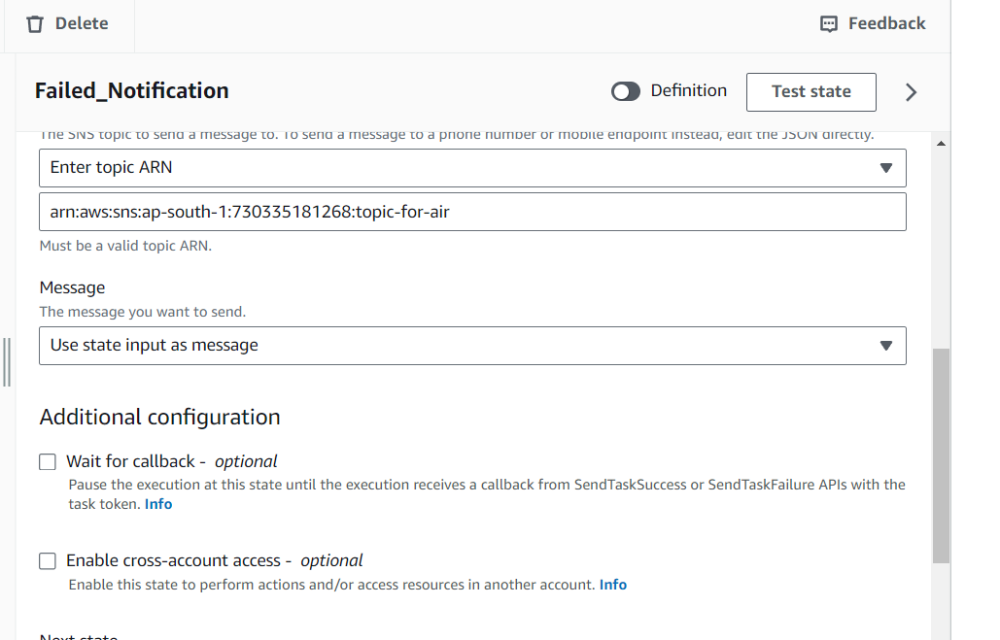 Delete
Feedback
Failed_Notification
Definition
Test state
The SNS topic to send a message to. To send a message to a phone number or mobile endpoint instead, edit the JSON directly.
Enter topic ARN
arn:aws:sns:ap-south-1:730335181268:topic-for-air
Must be a valid topic ARN.
Message
The message you want to send.
Use state input as message
Additional configuration
Wait for callback - optional
Pause the execution at this state until the execution receives a callback from SendTaskSuccess or SendTaskFailure APIs with the
task token. Info
Enable cross-account access - optional
Enable this state to perform actions and/or access resources in another account. Info
Next state